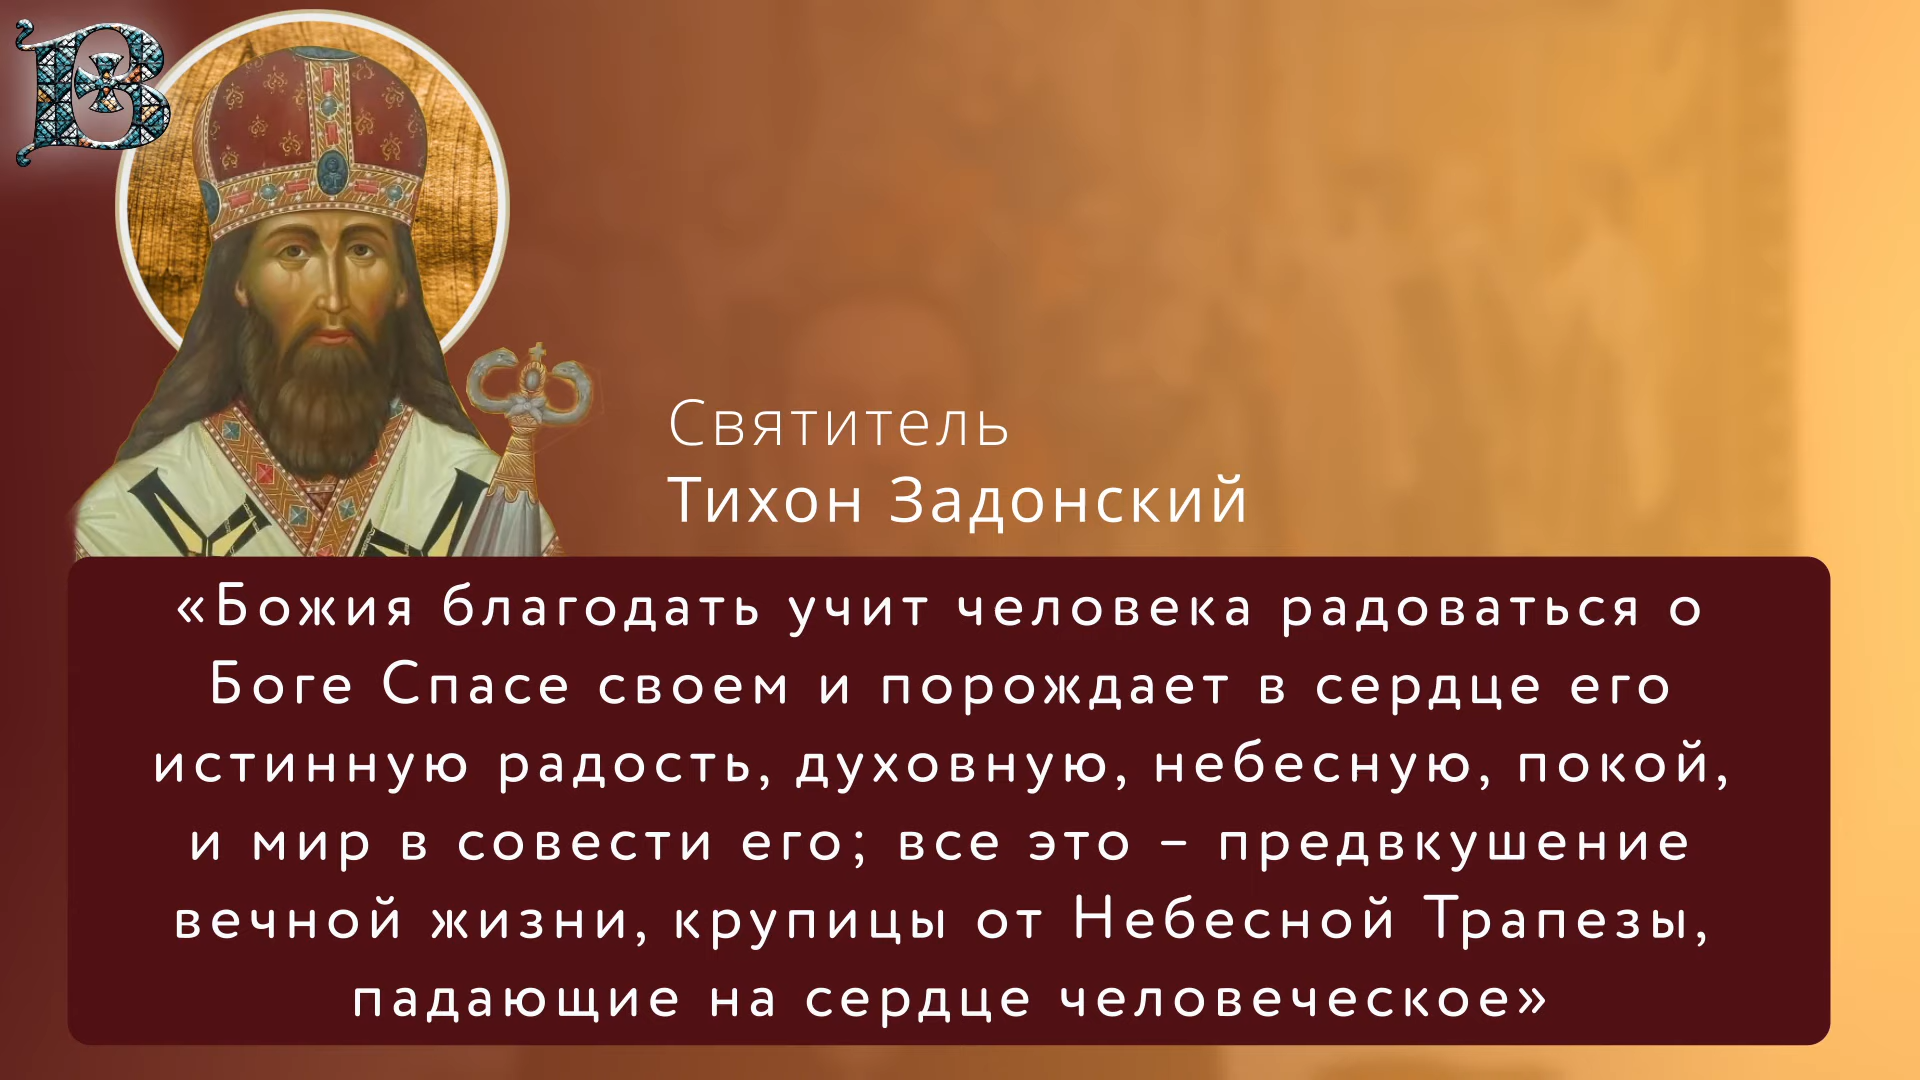 В
Святитель
Тихон Задонский
«Божия благодать учит человека радоваться о
Боге Спасе своем и порождает в сердце его
истинную радость, духовную, небесную, покой,
и мир в совести его; все это – предвкушение
вечной жизни, крупицы от Небесной Трапезы,
падающие на сердце человеческое»